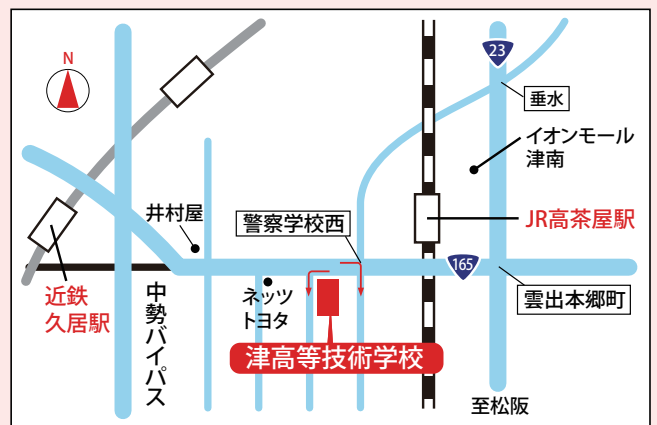 N
23
垂水
イオンモール
津南
井村屋
警察学校西
JR高茶屋駅
165
近鉄
久居駅
中勢バイパス
ネッツ
トヨタ
雲出本郷町
津高等技術学校
至松阪